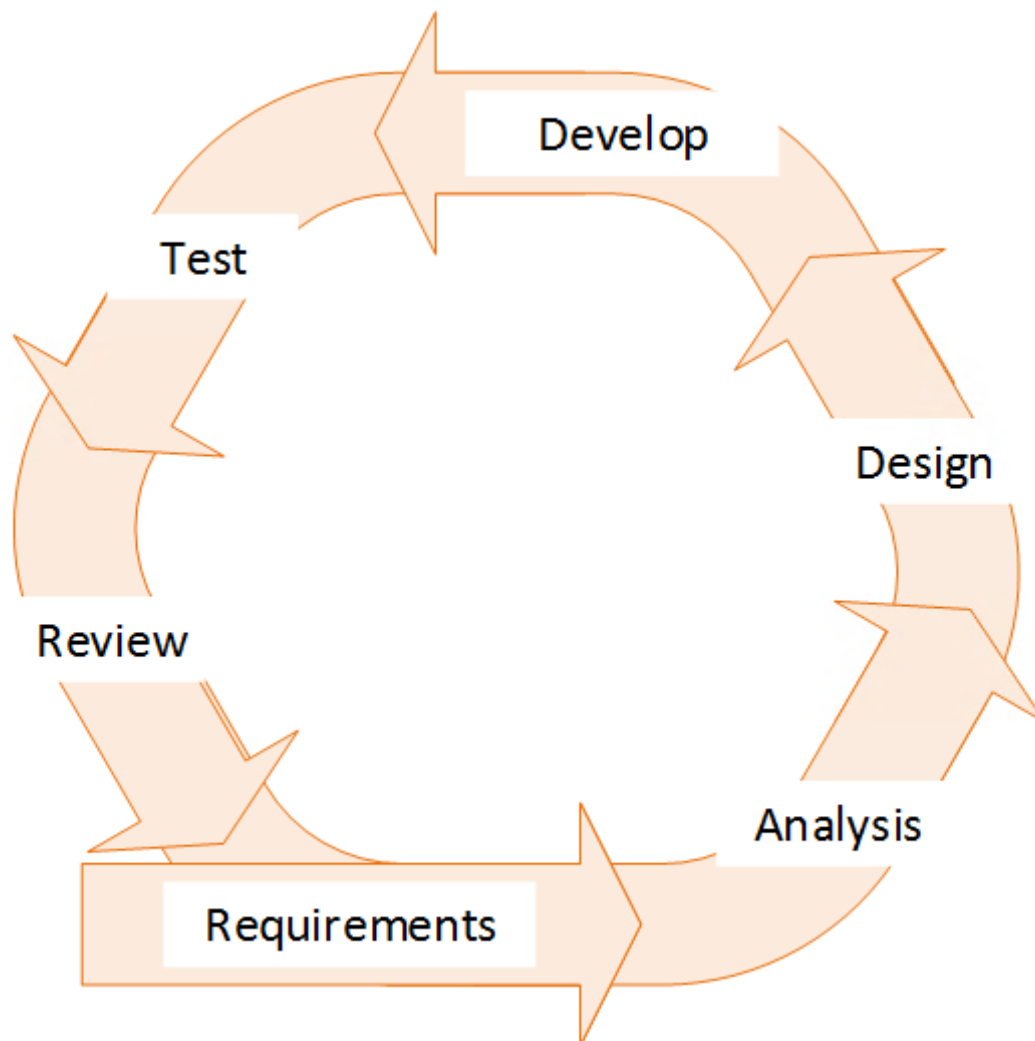 Develop
Test
Design
Review
Analysis
Requirements